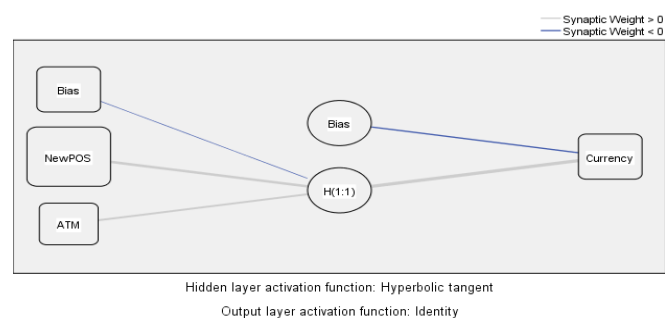 Synaptic Weight > 0
Synaptic Weight < 0
Bias
Bias
NewPOS
Currency
H(1:1)
ATM
Hidden layer activation function: Hyperbolic tangent
Output layer activation function: Identity